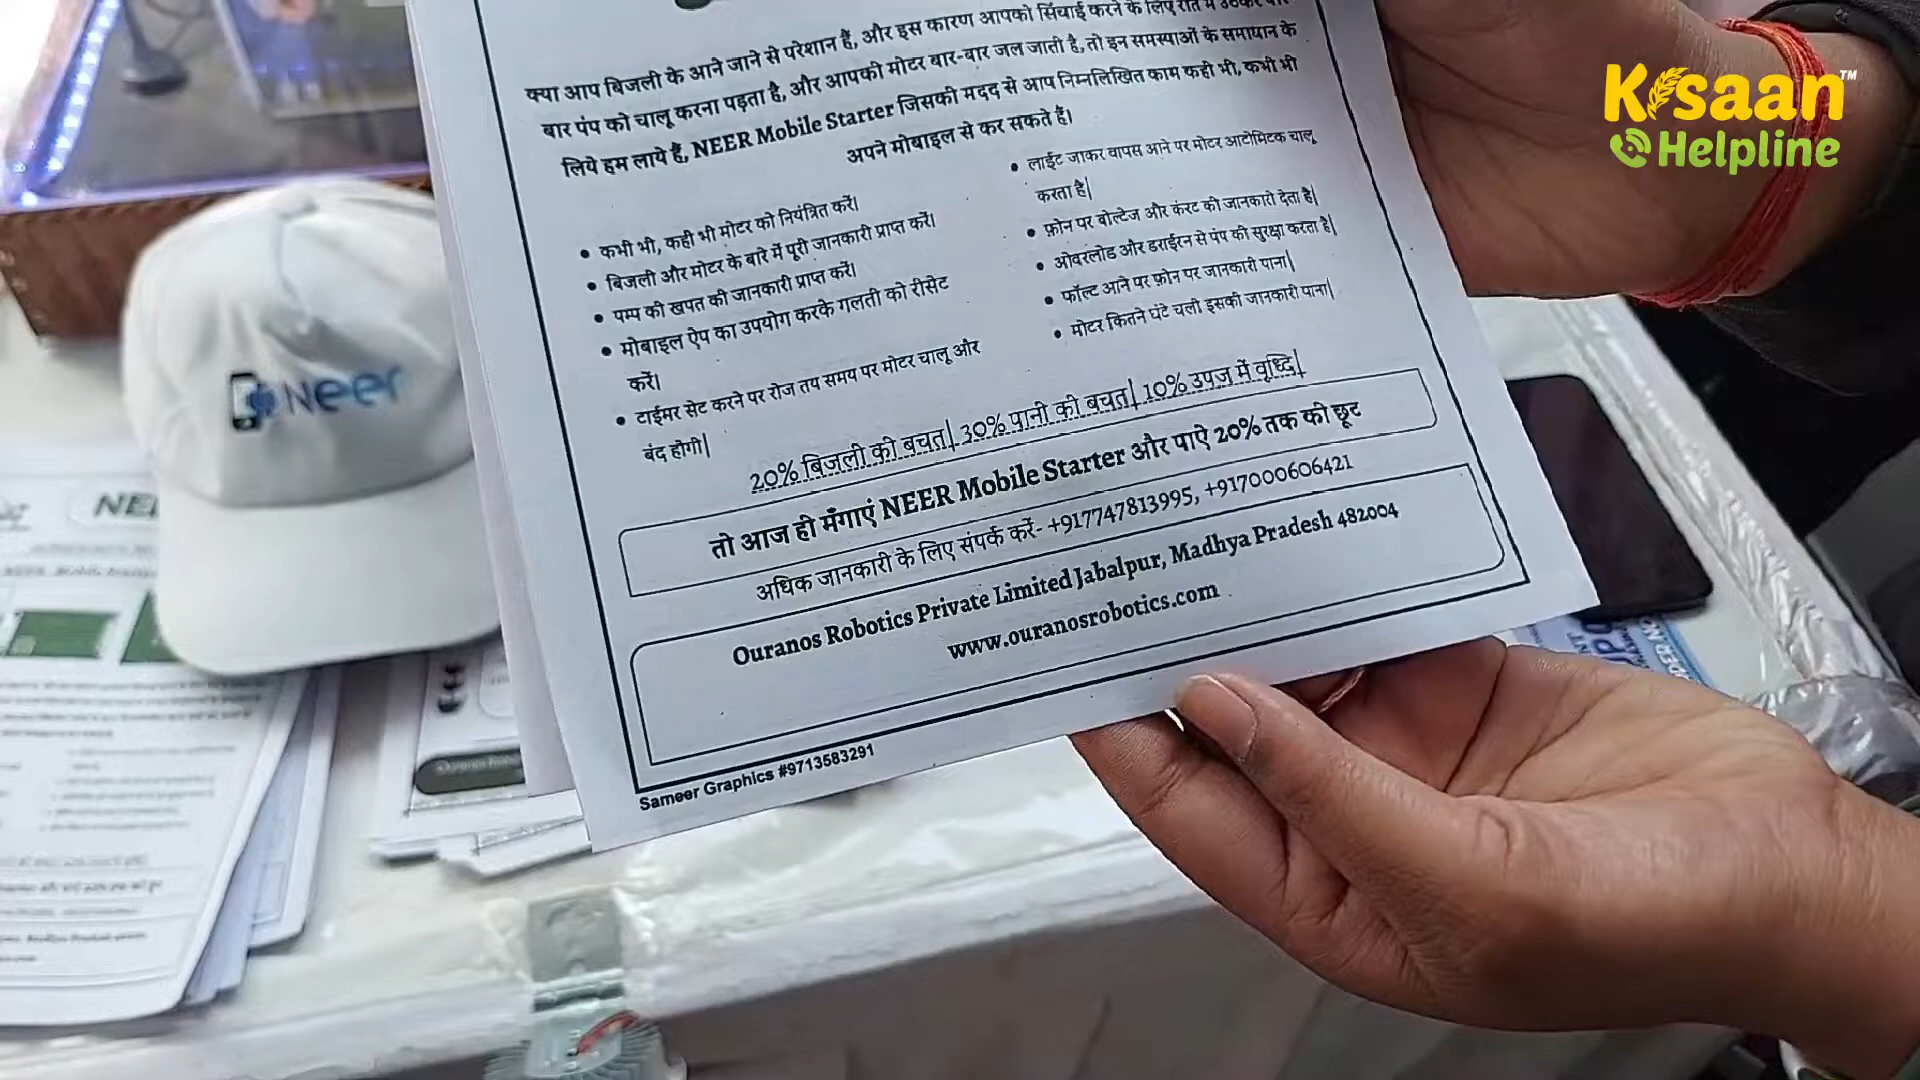 Kisaan™
Helpline
क्या आप बिजली के आने जाने से परेशान हैं, और इस कारण आपको सिंचाई करने के लिए रात में उठकर बार
बार पंप को चालू करना पड़ता है, और आपकी मोटर बार-बार जल जाती है, तो इन समस्याओं के समाधान के
लिये हम लाये हैं, NEER Mobile Starter जिसकी मदद से आप निम्नलिखित काम कही भी, कभी भी
अपने मोबाइल से कर सकते हैं।
• कभी भी, कही भी मोटर को नियंत्रित करें।
• बिजली और मोटर के बारे में पूरी जानकारी प्राप्त करें।
• पम्प की खपत की जानकारी प्राप्त करें।
• मोबाइल ऐप का उपयोग करके गलती को रीसेट
करें।
• टाईमर सेट करने पर रोज तय समय पर मोटर चालू और
बंद होगी|
• लाईट जाकर वापस आने पर मोटर आटोमिटक चालू
करता है|
• फ़ोन पर वोल्टेज और कंरट की जानकारी देता है|
• ओवरलोड और डराईरन से पंप की सुरक्षा करता है|
• फॉल्ट आने पर फ़ोन पर जानकारी पाना|
• मोटर कितने घंटे चली इसकी जानकारी पाना|
20% बिजली की बचत| 30% पानी की बचत| 10% उपज में वृध्दि|
तो आज ही मँगाएं NEER Mobile Starter और पाऐ 20% तक की छूट
अधिक जानकारी के लिए संपर्क करें- +917747813995, +917000606421
Ouranos Robotics Private Limited Jabalpur, Madhya Pradesh 482004
www.ouranosrobotics.com
Sameer Graphics #9713583291
Neer